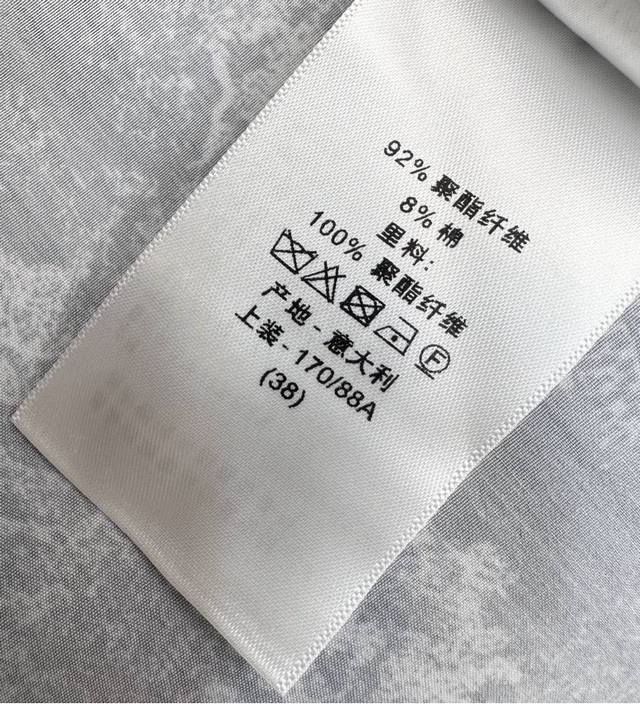 92% 聚酯纤维
8% 棉
里料:
100% 聚酯纤维
F
产地 - 意大利
上装 - 170/88A
(38)